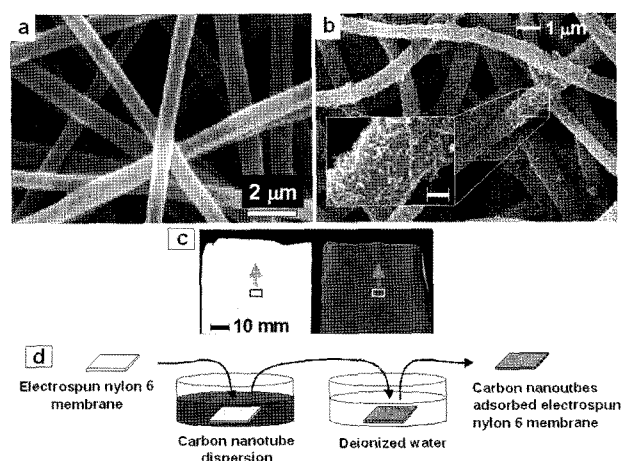 a
2 μm
b
1 μm
c
10 mm
d
Electrospun nylon 6
membrane
Carbon nanotube
dispersion
Deionized water
Carbon nanoutbes
adsorbed electrospun
nylon 6 membrane